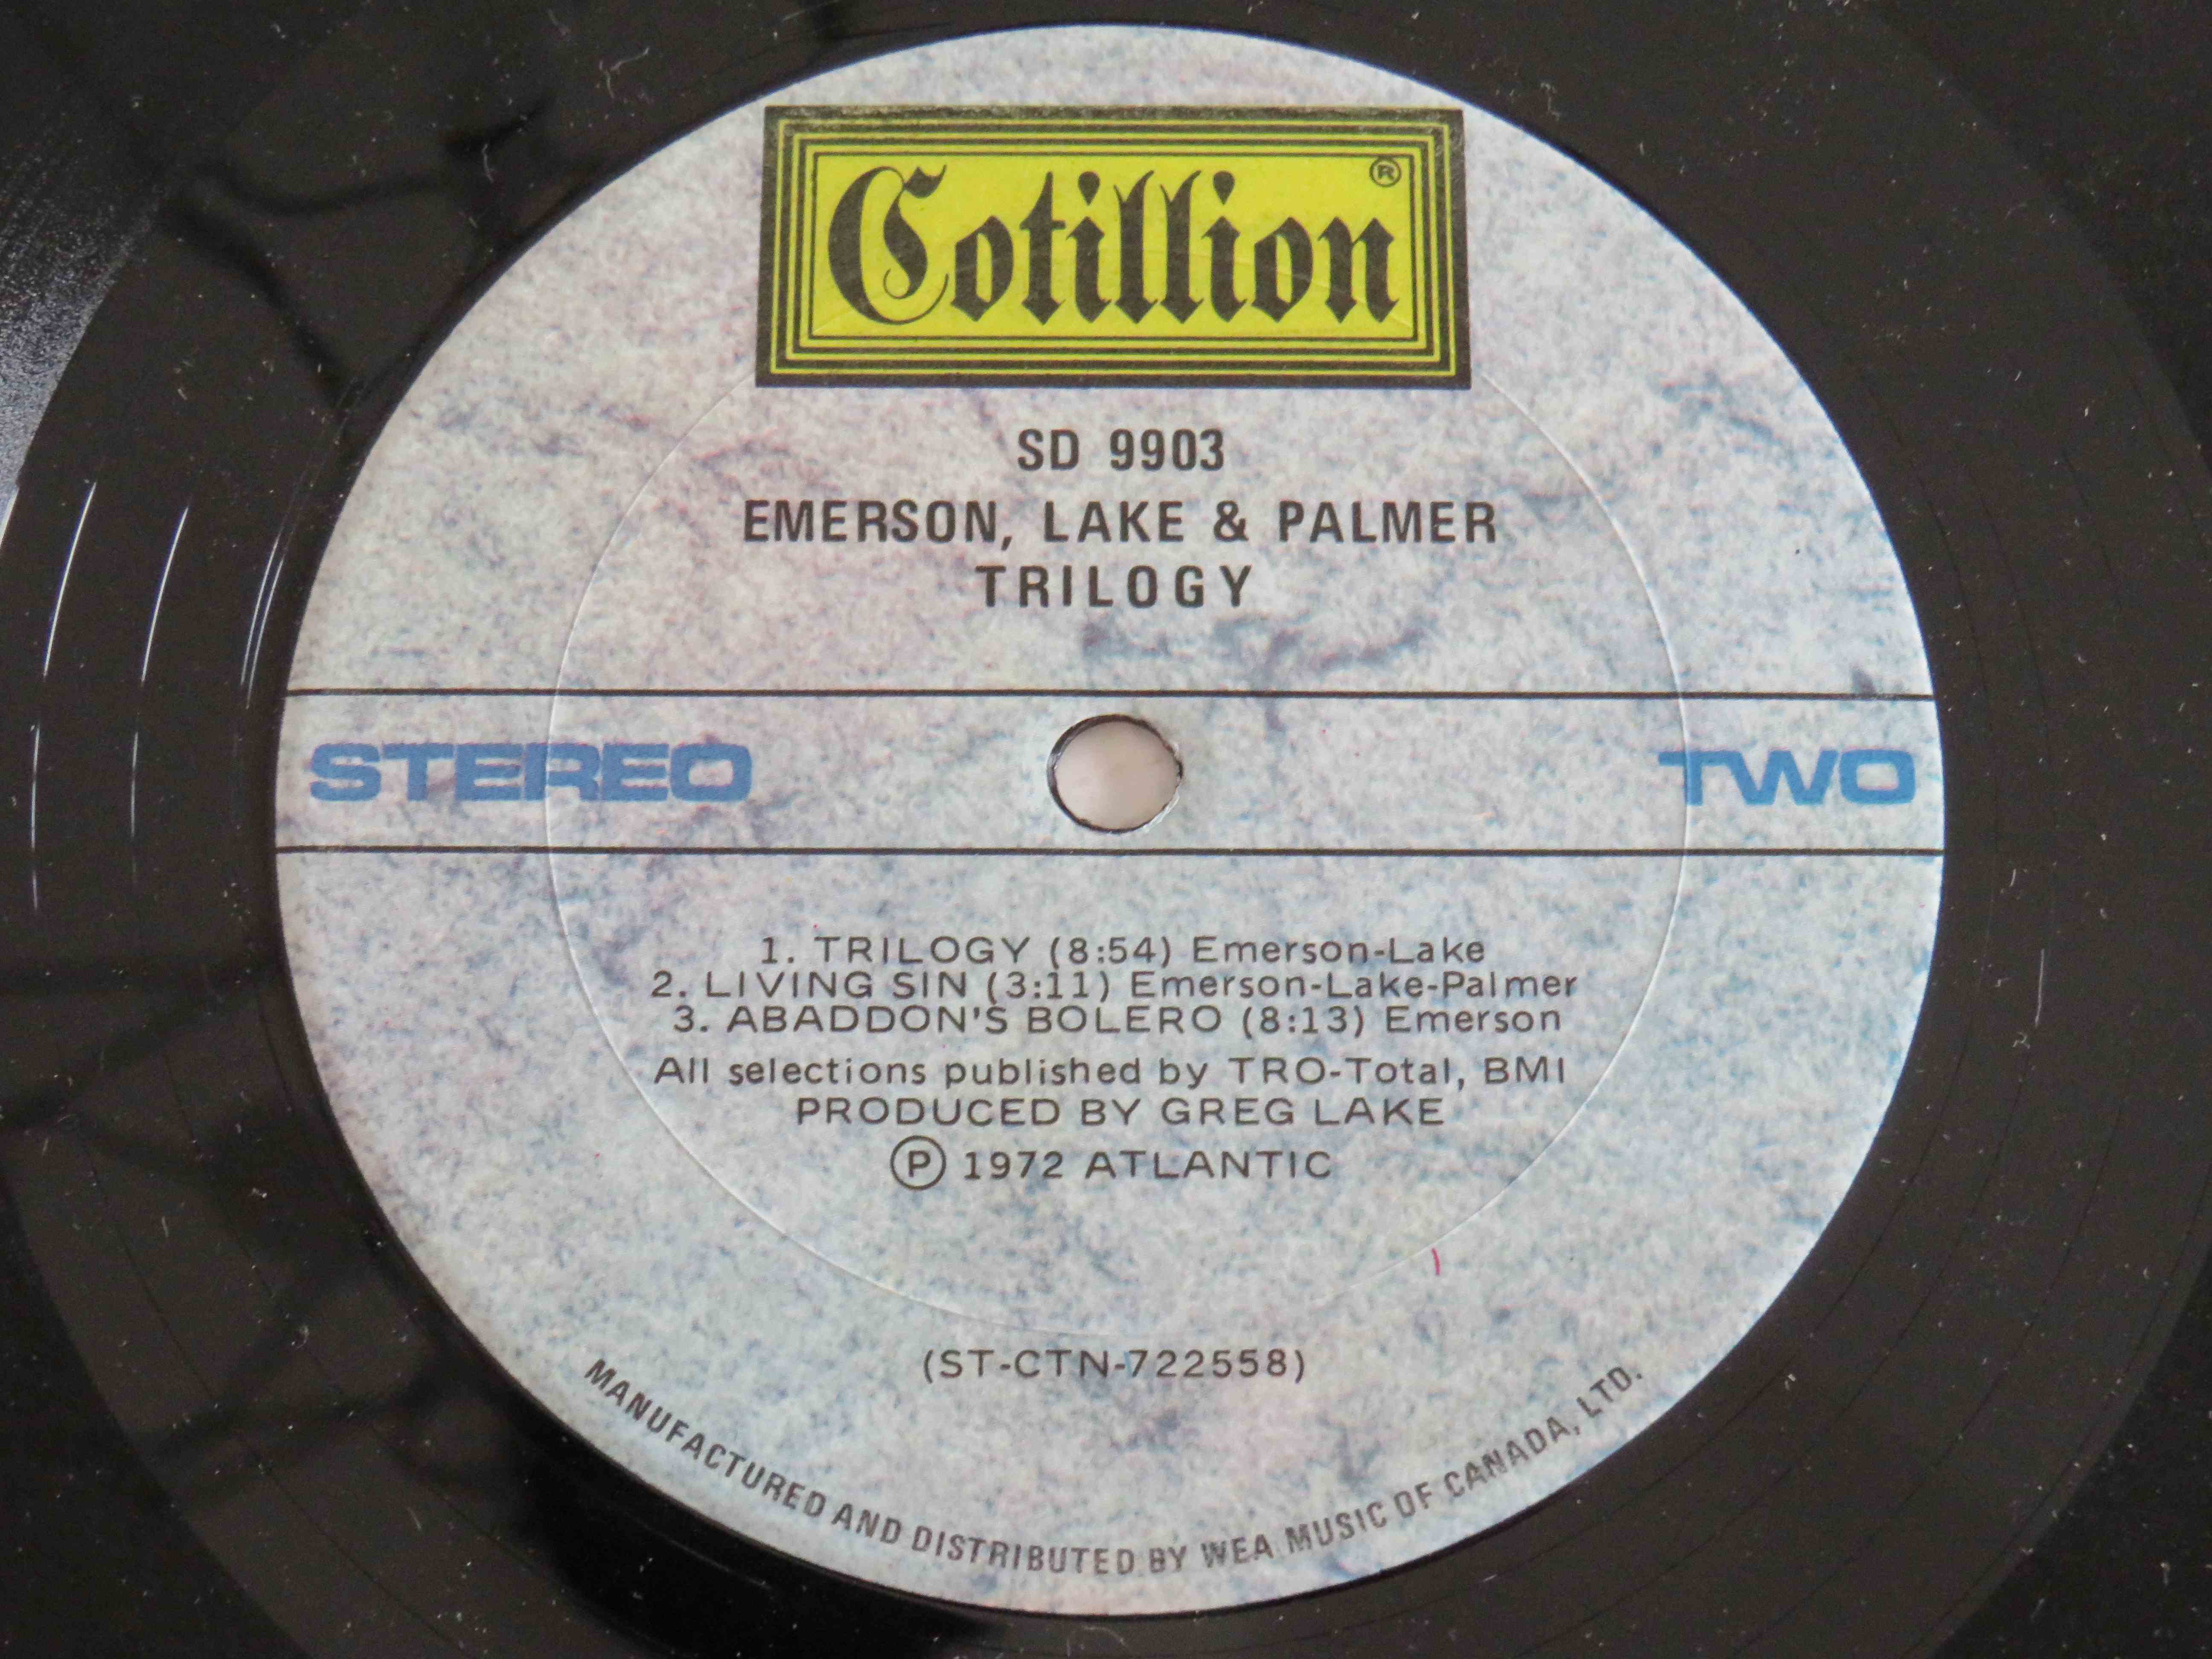 Cotillion ®
SD 9903
EMERSON, LAKE & PALMER
TRILOGY
STEREO
TWO
1. TRILOGY (8:54) Emerson-Lake
2. LIVING SIN (3:11) Emerson-Lake-Palmer
3. ABADDON'S BOLERO (8:13) Emerson
All selections published by TRO-Total, BMI
PRODUCED BY GREG LAKE
Ⓟ 1972 ATLANTIC
(ST-CTN-722558)
MANUFACTURED AND DISTRIBUTED BY WEA MUSIC OF CANADA, LTD.